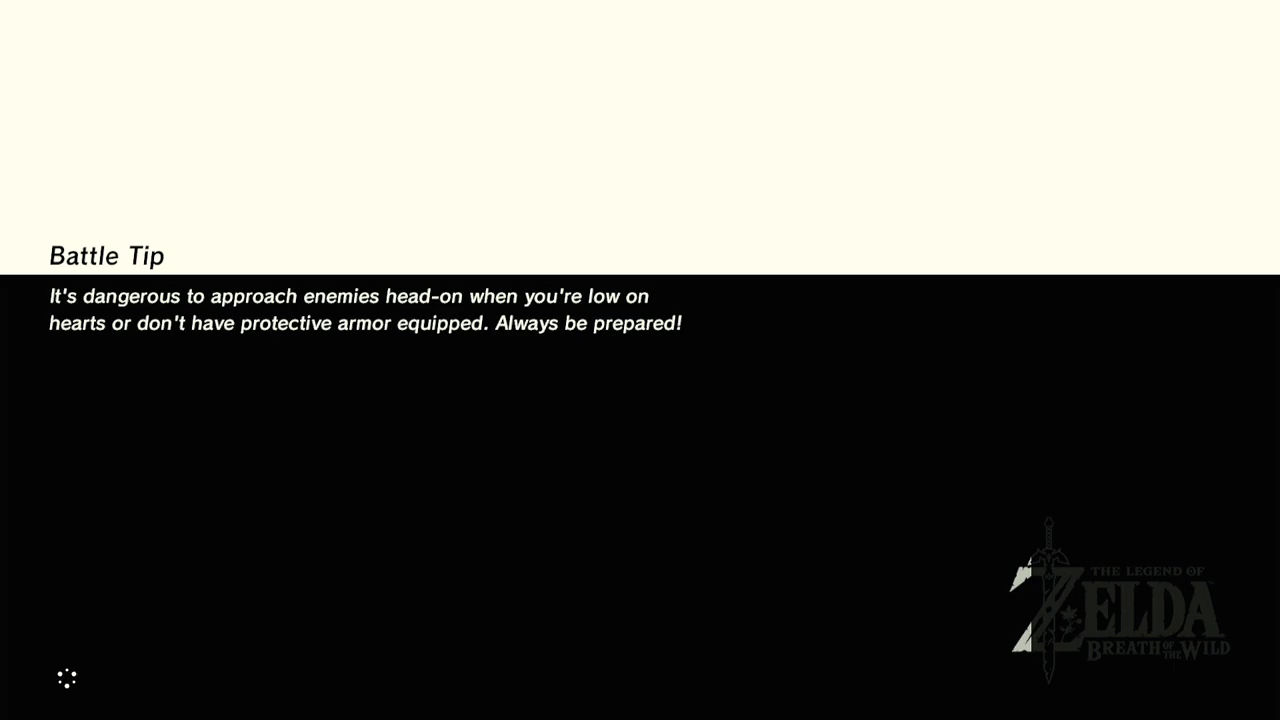 Battle Tip
It's dangerous to approach enemies head-on when you're low on
hearts or don't have protective armor equipped. Always be prepared!
THE LEGEND OF
ZELDA
BREATH OF THE WILD